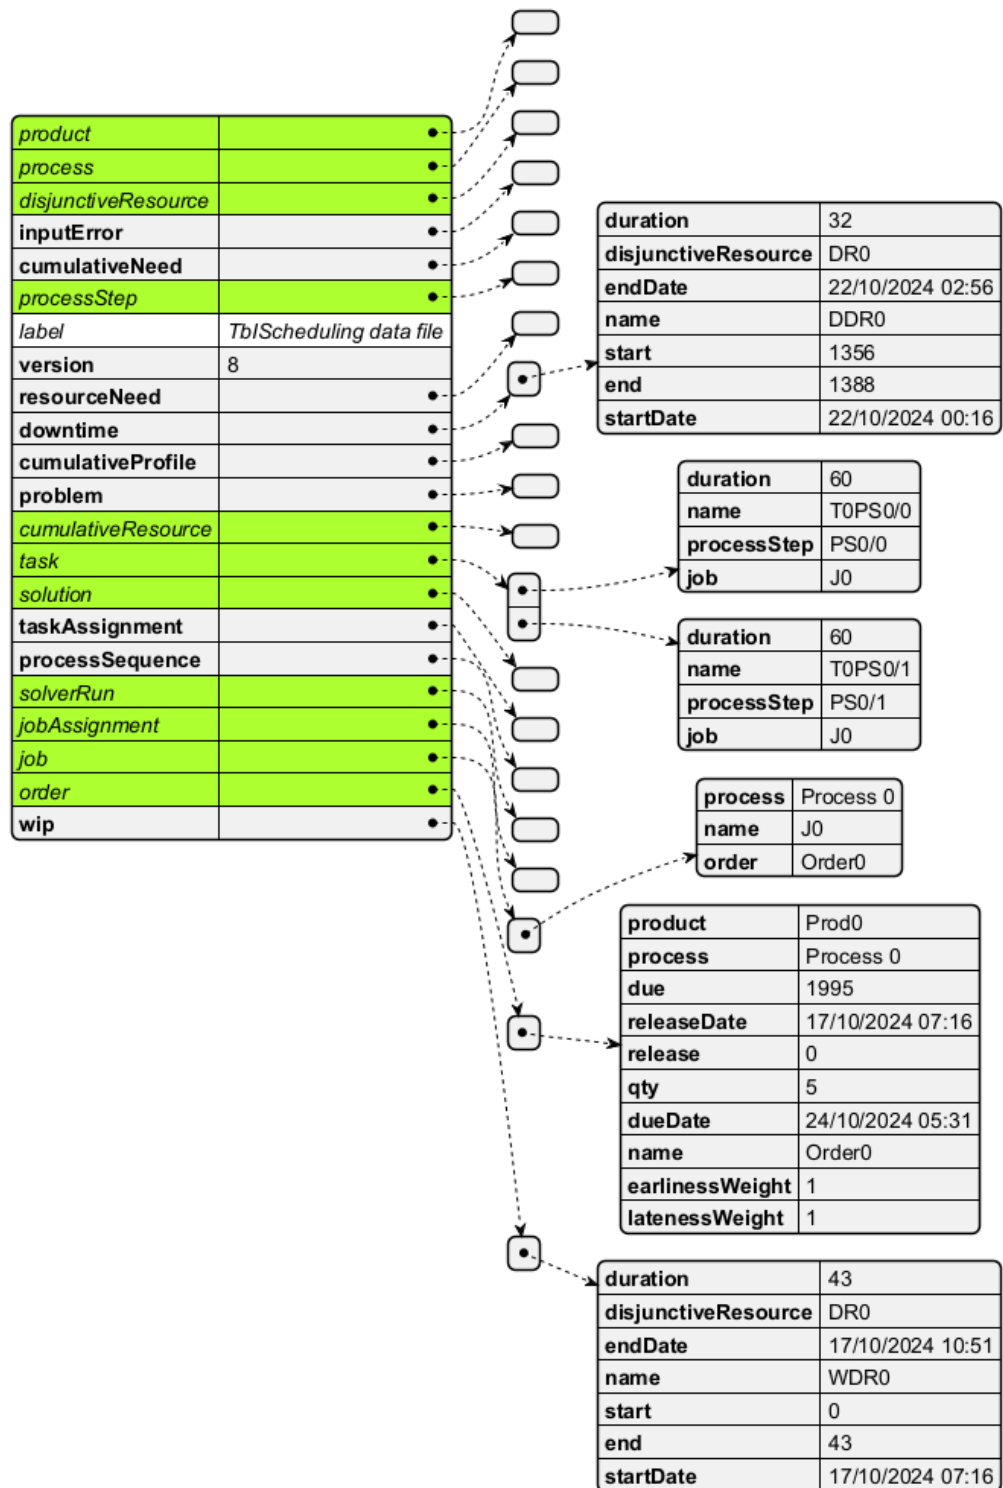 product
process
disjunctiveResource
inputError
cumulativeNeed
processStep
label TblScheduling data file
version 8
resourceNeed
downtime
cumulativeProfile
problem
cumulativeResource
task
solution
taskAssignment
processSequence
solverRun
jobAssignment
job
order
wip
duration 32
disjunctiveResource DR0
endDate 22/10/2024 02:56
name DDR0
start 1356
end 1388
startDate 22/10/2024 00:16
duration 60
name T0PS0/0
processStep PS0/0
job J0
duration 60
name T0PS0/1
processStep PS0/1
job J0
process Process 0
name J0
order Order0
product Prod0
process Process 0
due 1995
releaseDate 17/10/2024 07:16
release 0
qty 5
dueDate 24/10/2024 05:31
name Order0
earlinessWeight 1
latenessWeight 1
duration 43
disjunctiveResource DR0
endDate 17/10/2024 10:51
name WDR0
start 0
end 43
startDate 17/10/2024 07:16